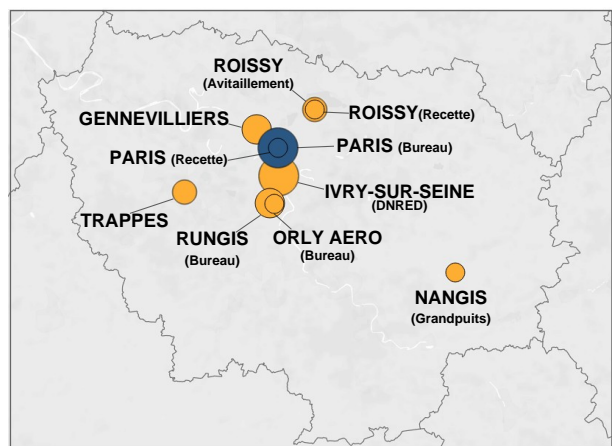 ROISSY
(Avitaillement)
ROISSY (Recette)
GENNEVILLIERS
PARIS (Recette)
PARIS (Bureau)
IVRY-SUR-SEINE
(DNRED)
TRAPPES
RUNGIS
(Bureau)
ORLY AERO
(Bureau)
NANGIS
(Grandpuits)